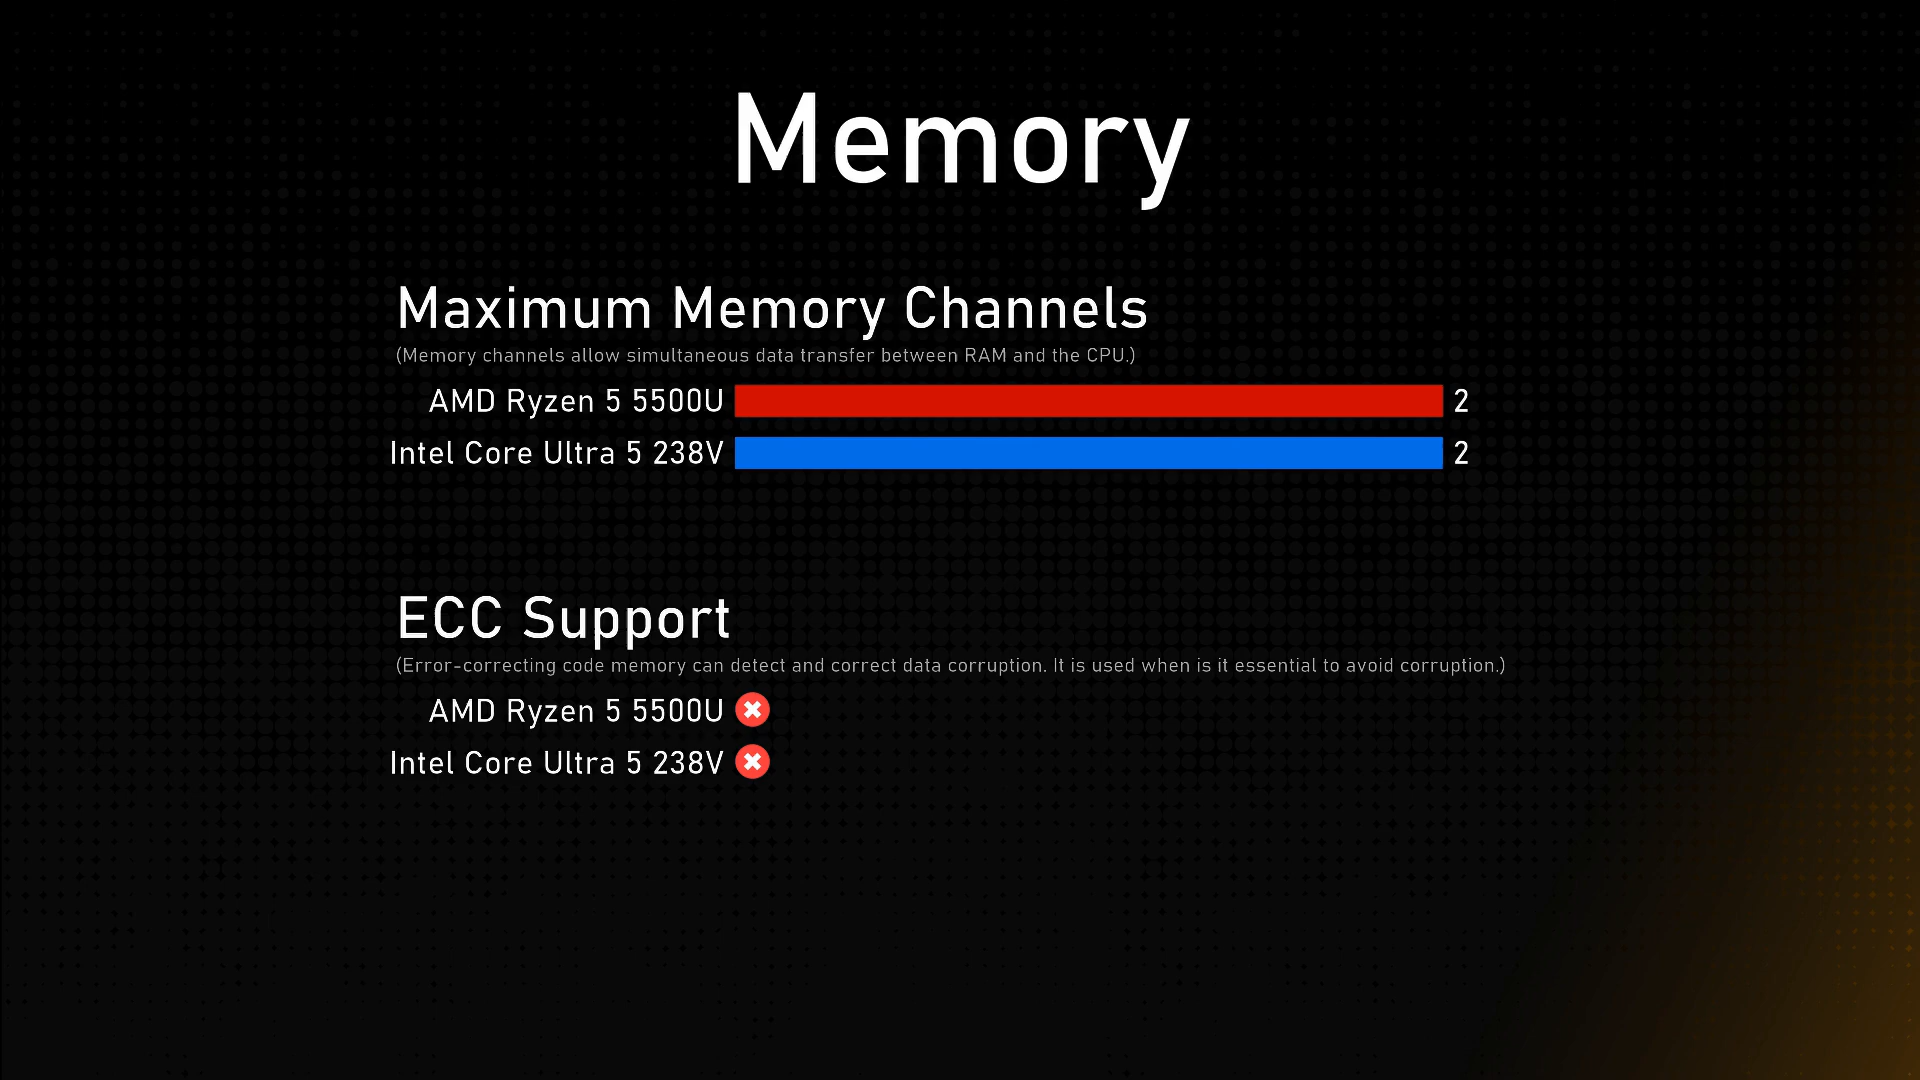 Memory
Maximum Memory Channels
(Memory channels allow simultaneous data transfer between RAM and the CPU.)
AMD Ryzen 5 5500U 2
Intel Core Ultra 5 238V 2
ECC Support
(Error-correcting code memory can detect and correct data corruption. It is used when is it essential to avoid corruption.)
AMD Ryzen 5 5500U
Intel Core Ultra 5 238V